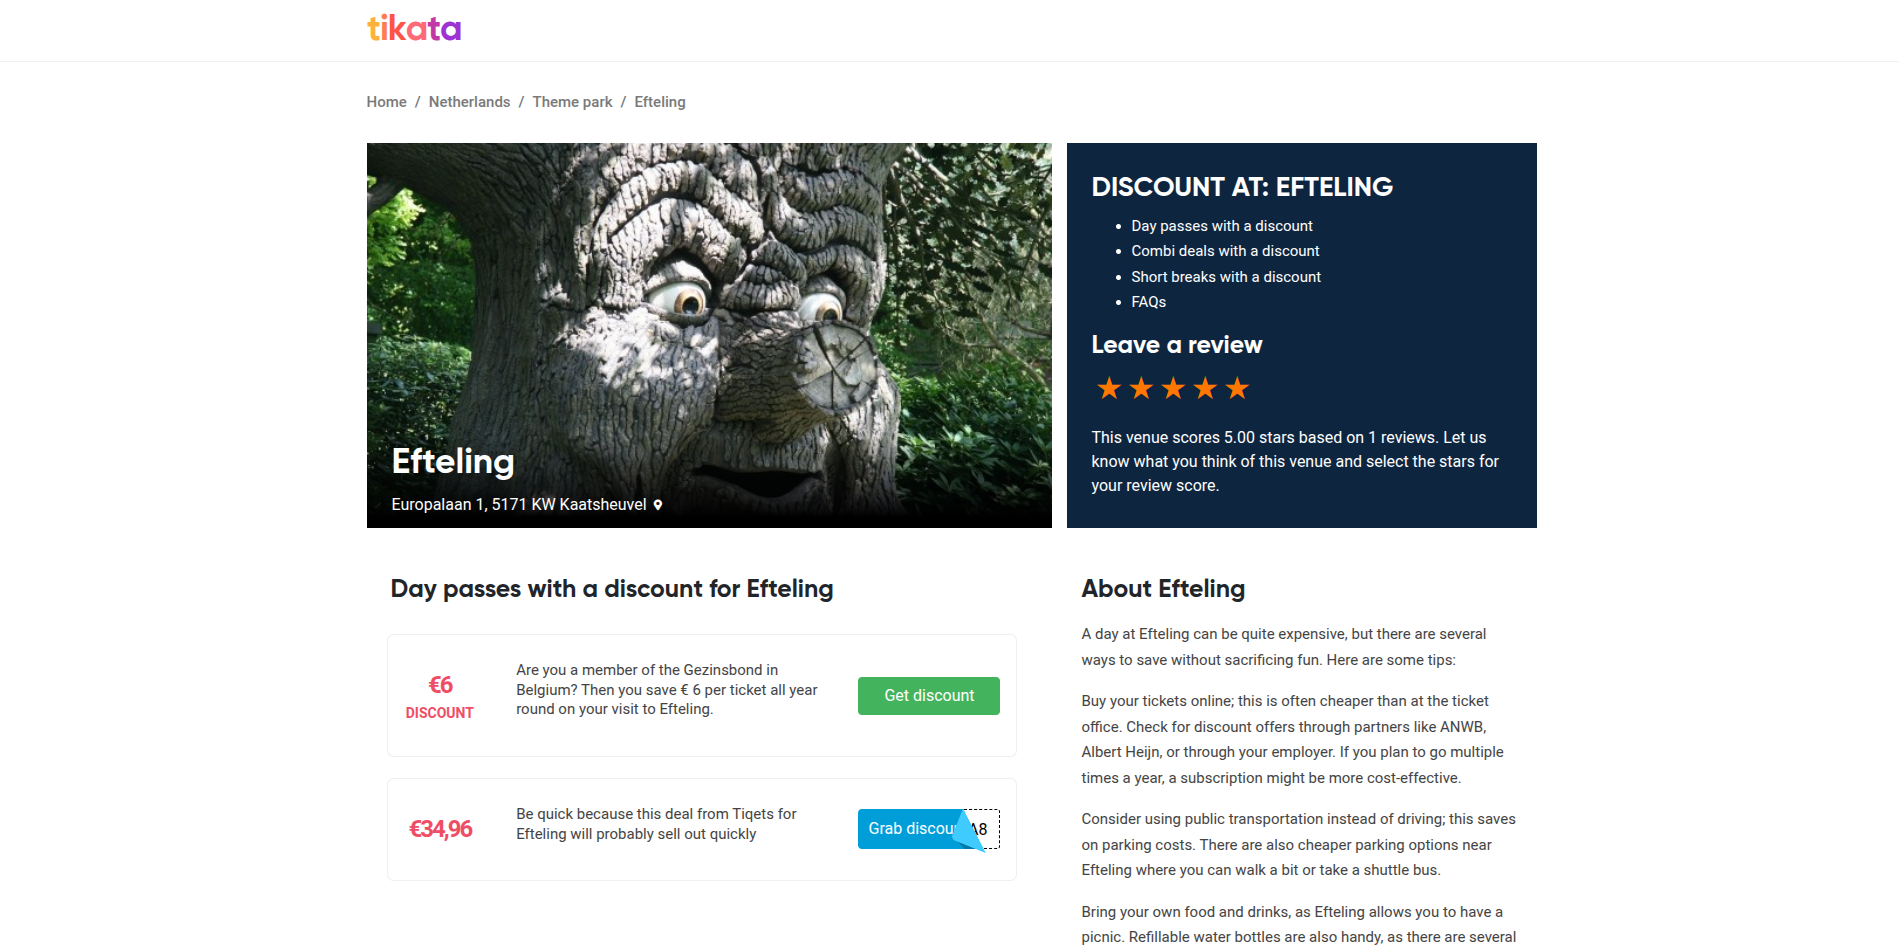 tikata
Home / Netherlands / Theme park / Efteling
Efteling
Europalaan 1, 5171 KW Kaatsheuvel
DISCOUNT AT: EFTELING
Day passes with a discount
Combi deals with a discount
Short breaks with a discount
FAQs
Leave a review
This venue scores 5.00 stars based on 1 reviews. Let us
know what you think of this venue and select the stars for
your review score.
Day passes with a discount for Efteling
€6
DISCOUNT
Are you a member of the Gezinsbond in
Belgium? Then you save € 6 per ticket all year
round on your visit to Efteling.
Get discount
€34,96
Be quick because this deal from Tiqets for
Efteling will probably sell out quickly
Grab
About Efteling
A day at Efteling can be quite expensive, but there are several
ways to save without sacrificing fun. Here are some tips:
Buy your tickets online; this is often cheaper than at the ticket
office. Check for discount offers through partners like ANWB,
Albert Heijn, or through your employer. If you plan to go multiple
times a year, a subscription might be more cost-effective.
Consider using public transportation instead of driving; this saves
on parking costs. There are also cheaper parking options near
Efteling where you can walk a bit or take a shuttle bus.
Bring your own food and drinks, as Efteling allows you to have a
picnic. Refillable water bottles are also handy, as there are several